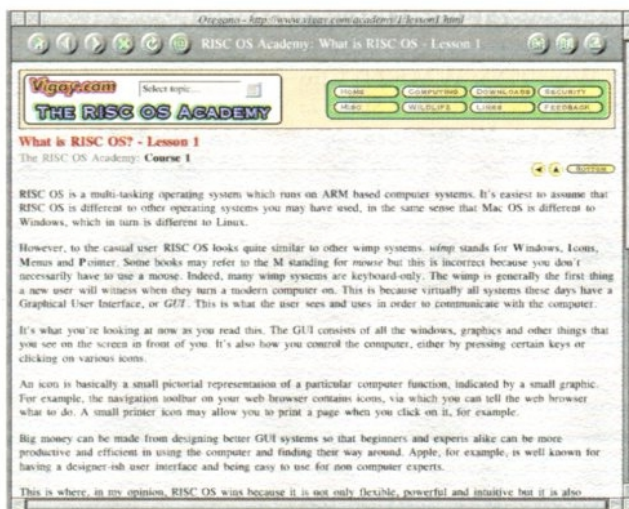 Oregano - http://www.vigay.com/academy/1/lesson1.html
RISC OS Academy: What is RISC OS - Lesson 1
Vigay.com
Select topic...
THE RISC OS ACADEMY
HOME COMPUTING DOWNLOADS SECURITY
MISC WILDLIFE LINKS FEEDBACK
What is RISC OS? - Lesson 1
The RISC OS Academy: Course 1
BOTTOM
RISC OS is a multi-tasking operating system which runs on ARM based computer systems. It's easiest to assume that
RISC OS is different to other operating systems you may have used, in the same sense that Mac OS is different to
Windows, which in turn is different to Linux.
However, to the casual user RISC OS looks quite similar to other wimp systems. wimp stands for Windows, Icons,
Menus and Pointer. Some books may refer to the M standing for mouse but this is incorrect because you don't
necessarily have to use a mouse. Indeed, many wimp systems are keyboard-only. The wimp is generally the first thing
a new user will witness when they turn a modern computer on. This is because virtually all systems these days have a
Graphical User Interface, or GUI. This is what the user sees and uses in order to communicate with the computer.
It's what you're looking at now as you read this. The GUI consists of all the windows, graphics and other things that
you see on the screen in front of you. It's also how you control the computer, either by pressing certain keys or
clicking on various icons.
An icon is basically a small pictorial representation of a particular computer function, indicated by a small graphic.
For example, the navigation toolbar on your web browser contains icons, via which you can tell the web browser
what to do. A small printer icon may allow you to print a page when you click on it, for example.
Big money can be made from designing better GUI systems so that beginners and experts alike can be more
productive and efficient in using the computer and finding their way around. Apple, for example, is well known for
having a designer-ish user interface and being easy to use for non computer experts.
This is where, in my opinion, RISC OS wins because it is not only flexible, powerful and intuitive but it is also